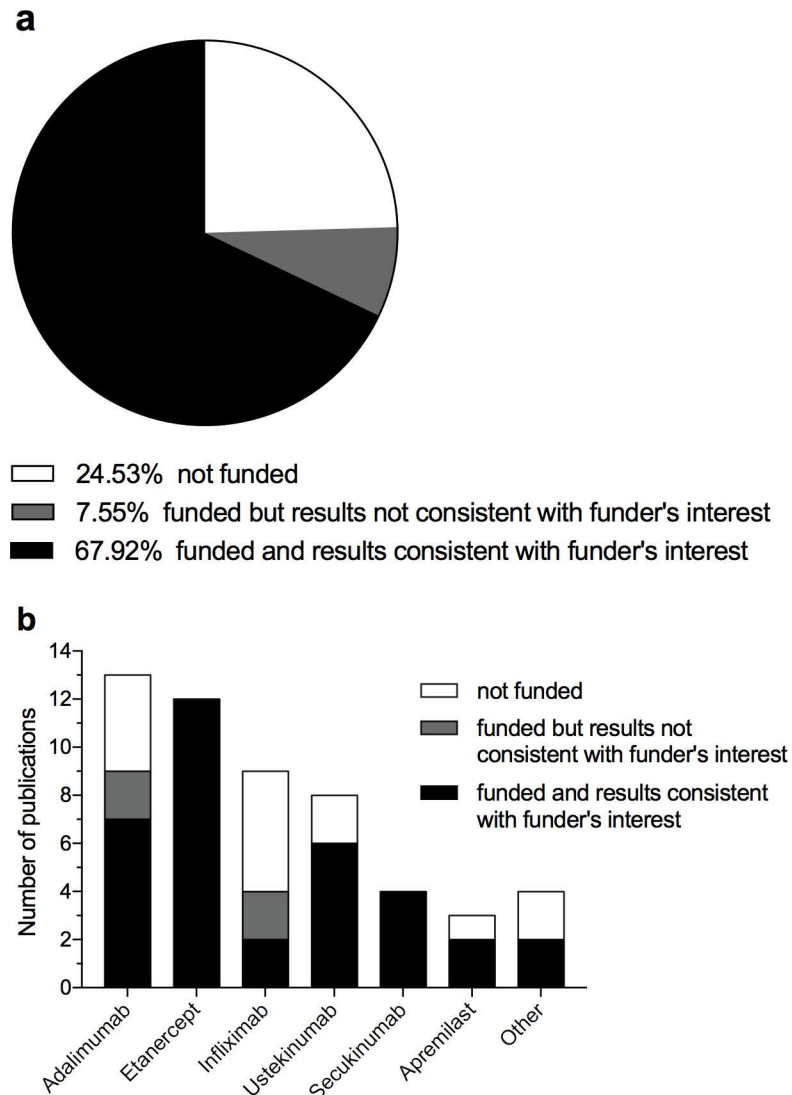 a
24.53% not funded
7.55% funded but results not consistent with funder's interest
67.92% funded and results consistent with funder's interest
b
Number of publications
14
12
10
8
6
4
2
0
not funded
funded but results not
consistent with funder's interest
funded and results consistent
with funder's interest
Adalimumab
Etanercept
Infliximab
Ustekinumab
Secukinumab
Apremilast
Other